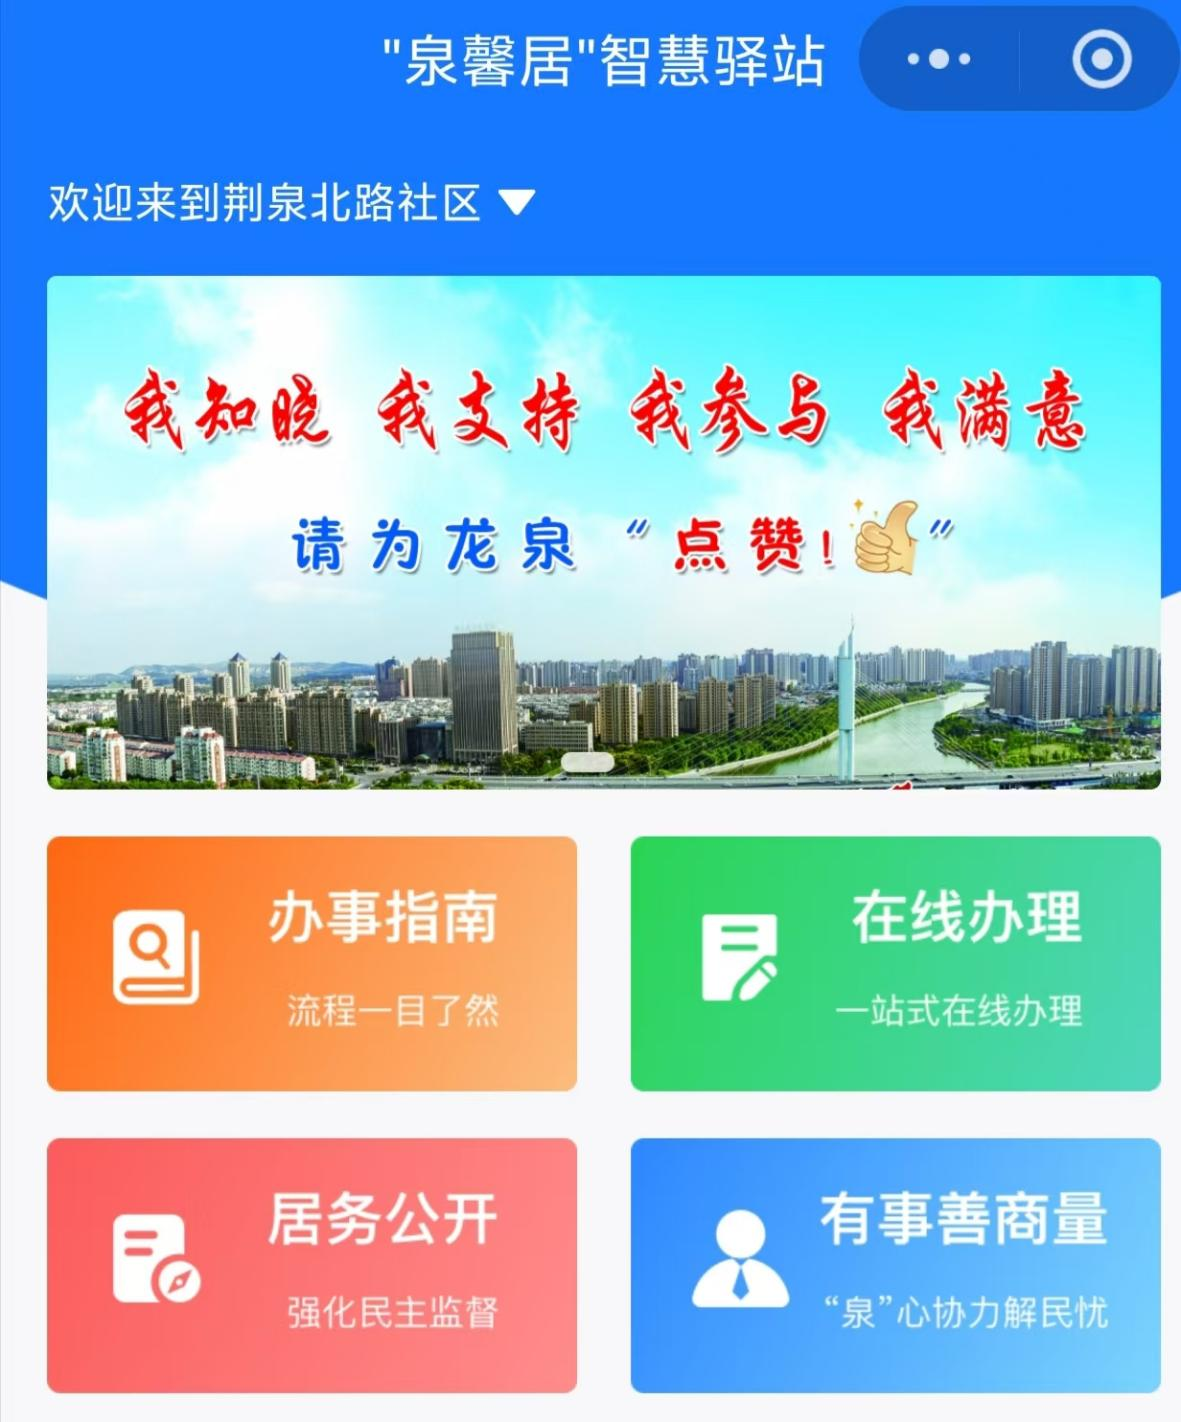 "泉馨居"智慧驿站
欢迎来到荆泉北路社区
我知晓 我支持 我参与 我满意
请为龙泉“点赞!”
办事指南
流程一目了然
在线办理
一站式在线办理
居务公开
强化民主监督
有事善商量
“泉”心协力解民忧